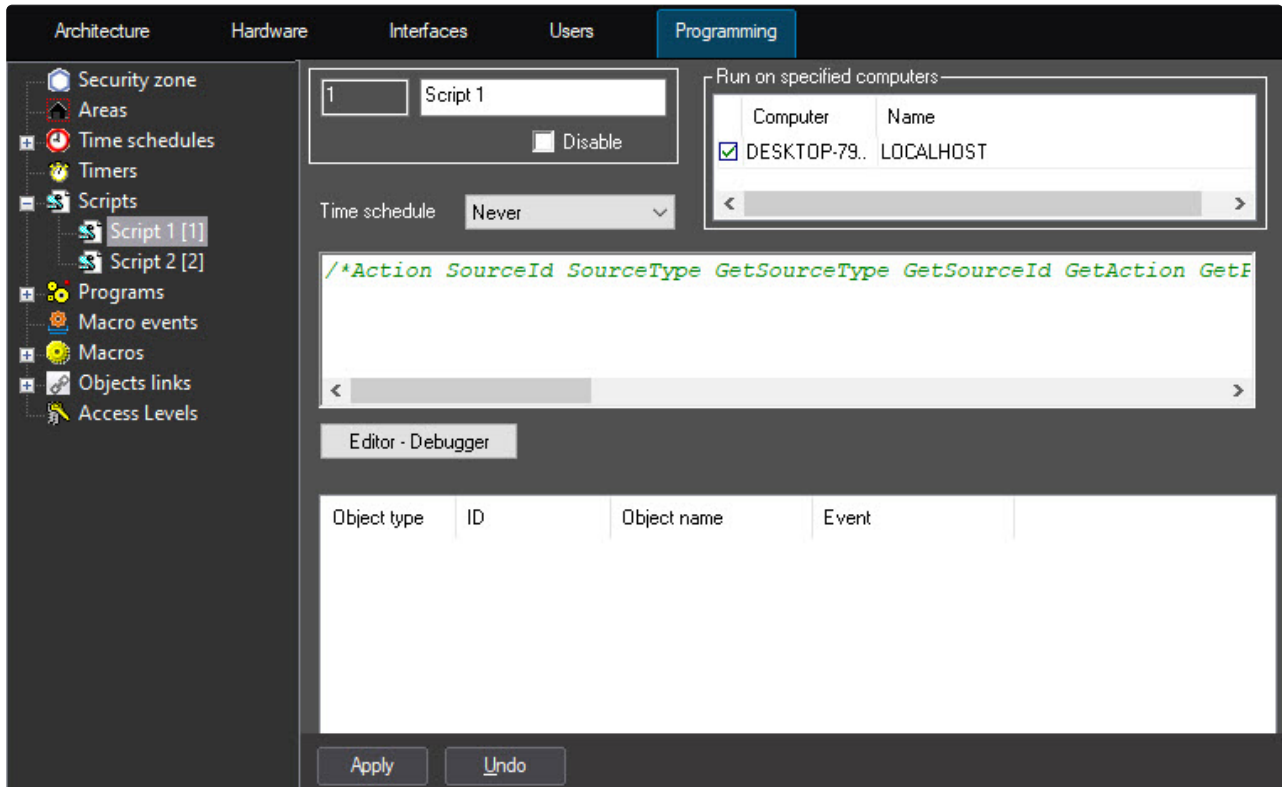 Architecture Hardware Interfaces Users Programming
Security zone
Areas
Time schedules
Timers
Scripts
Script 1 [1]
Script 2 [2]
Programs
Macro events
Macros
Objects links
Access Levels
1 Script 1
Disable
Run on specified computers
Computer Name
DESKTOP-79.. LOCALHOST
Time schedule Never
/*Action SourceId SourceType GetSourceType GetSourceId GetAction
Editor - Debugger
Object type ID Object name Event
Apply Undo